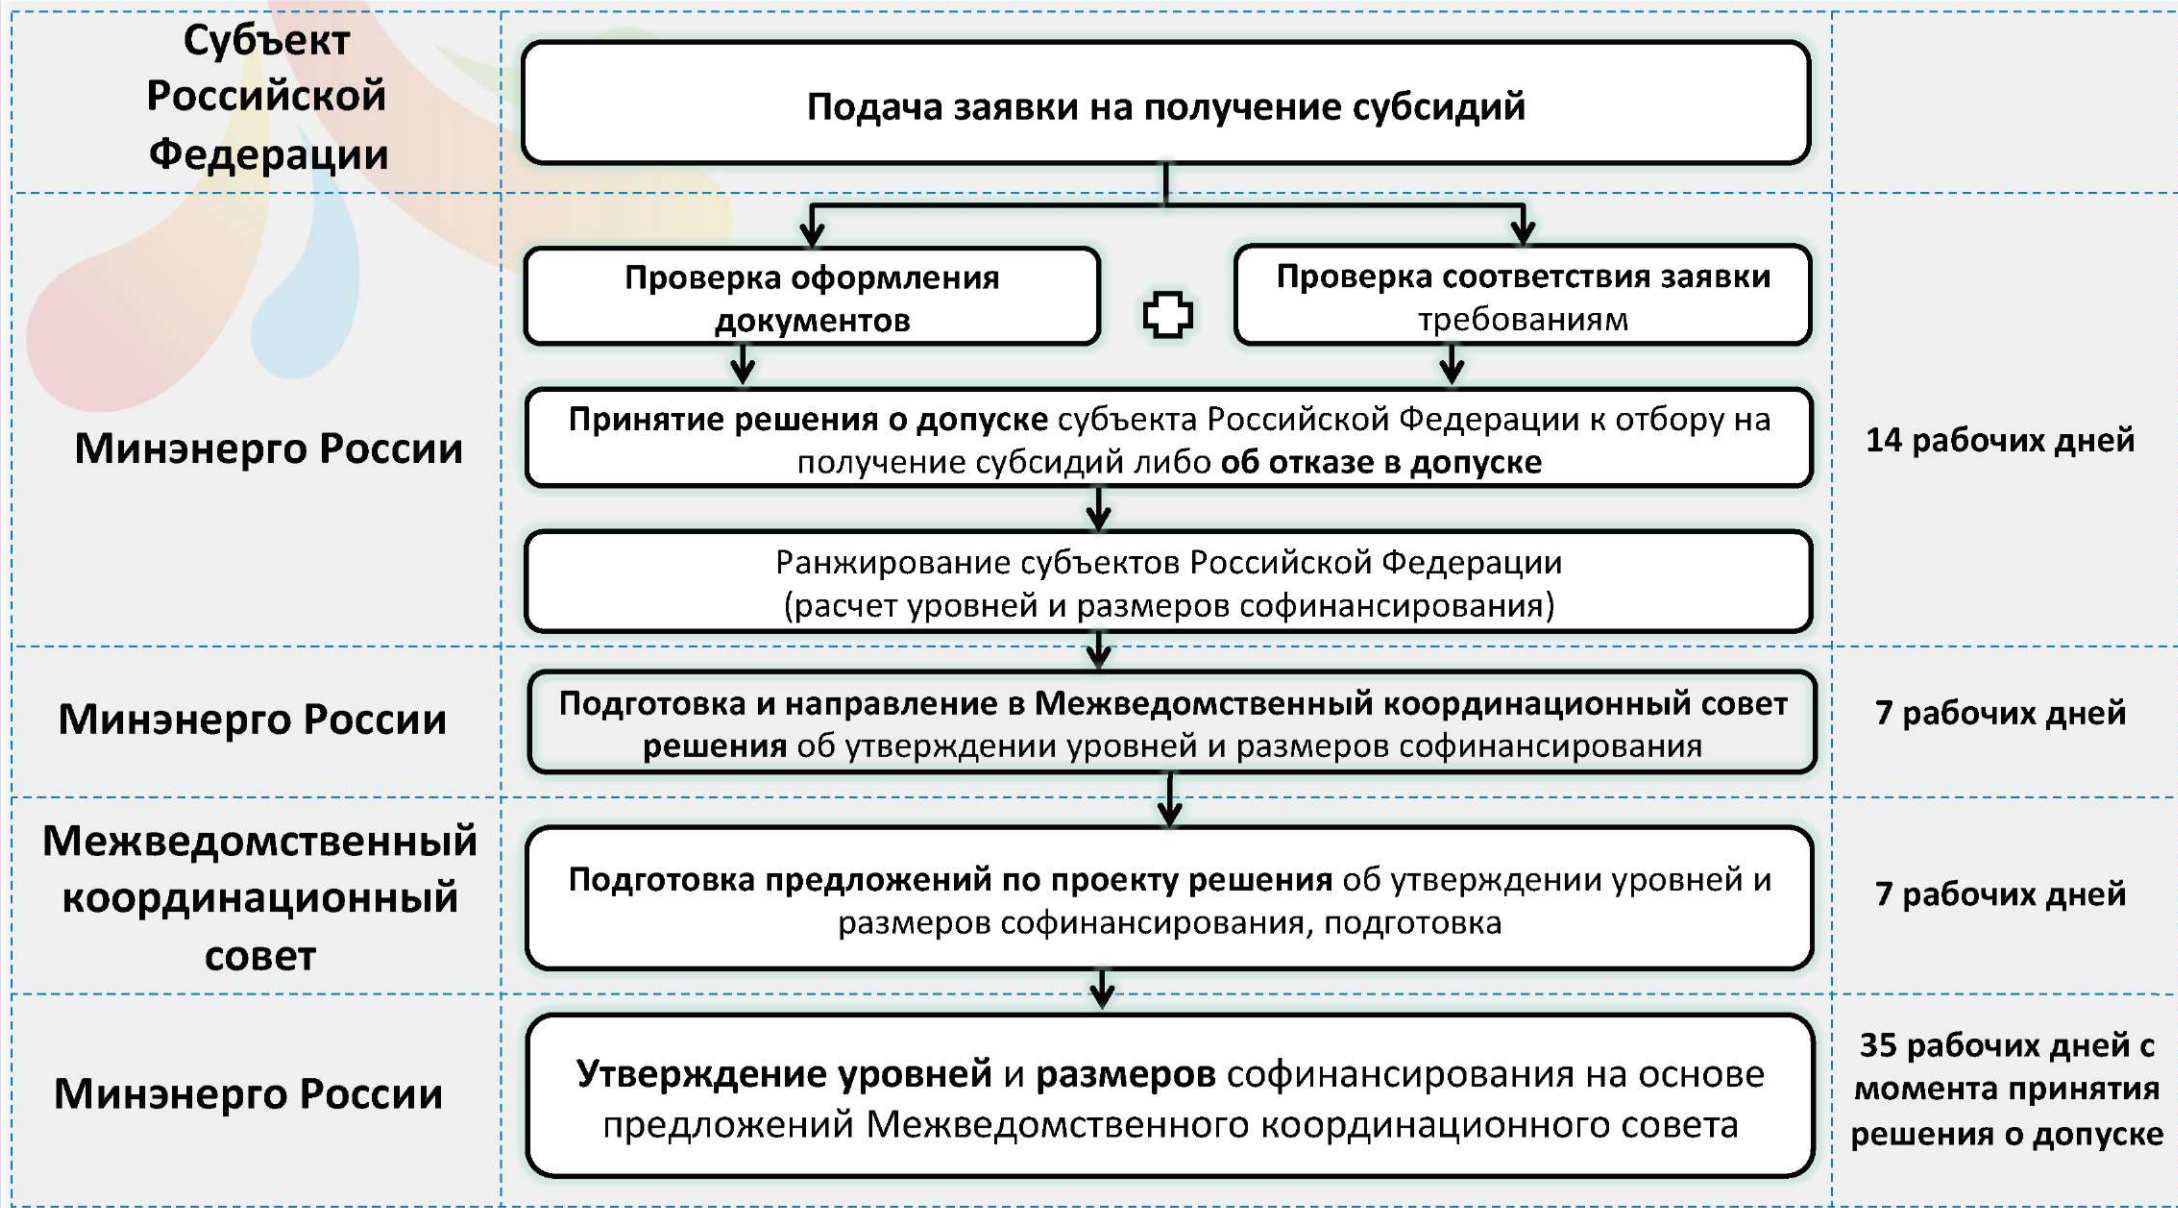 Субъект
Российской
Федерации
Подача заявки на получение субсидий
Минэнерго России
Проверка оформления
документов
Проверка соответствия заявки
требованиям
Принятие решения о допуске субъекта Российской Федерации к отбору на
получение субсидий либо об отказе в допуске
Ранжирование субъектов Российской Федерации
(расчет уровней и размеров софинансирования)
14 рабочих дней
Минэнерго России
Подготовка и направление в Межведомственный координационный совет
решения об утверждении уровней и размеров софинансирования
7 рабочих дней
Межведомственный
координационный
совет
Подготовка предложений по проекту решения об утверждении уровней и
размеров софинансирования, подготовка
7 рабочих дней
Минэнерго России
Утверждение уровней и размеров софинансирования на основе
предложений Межведомственного координационного совета
35 рабочих дней с
момента принятия
решения о допуске